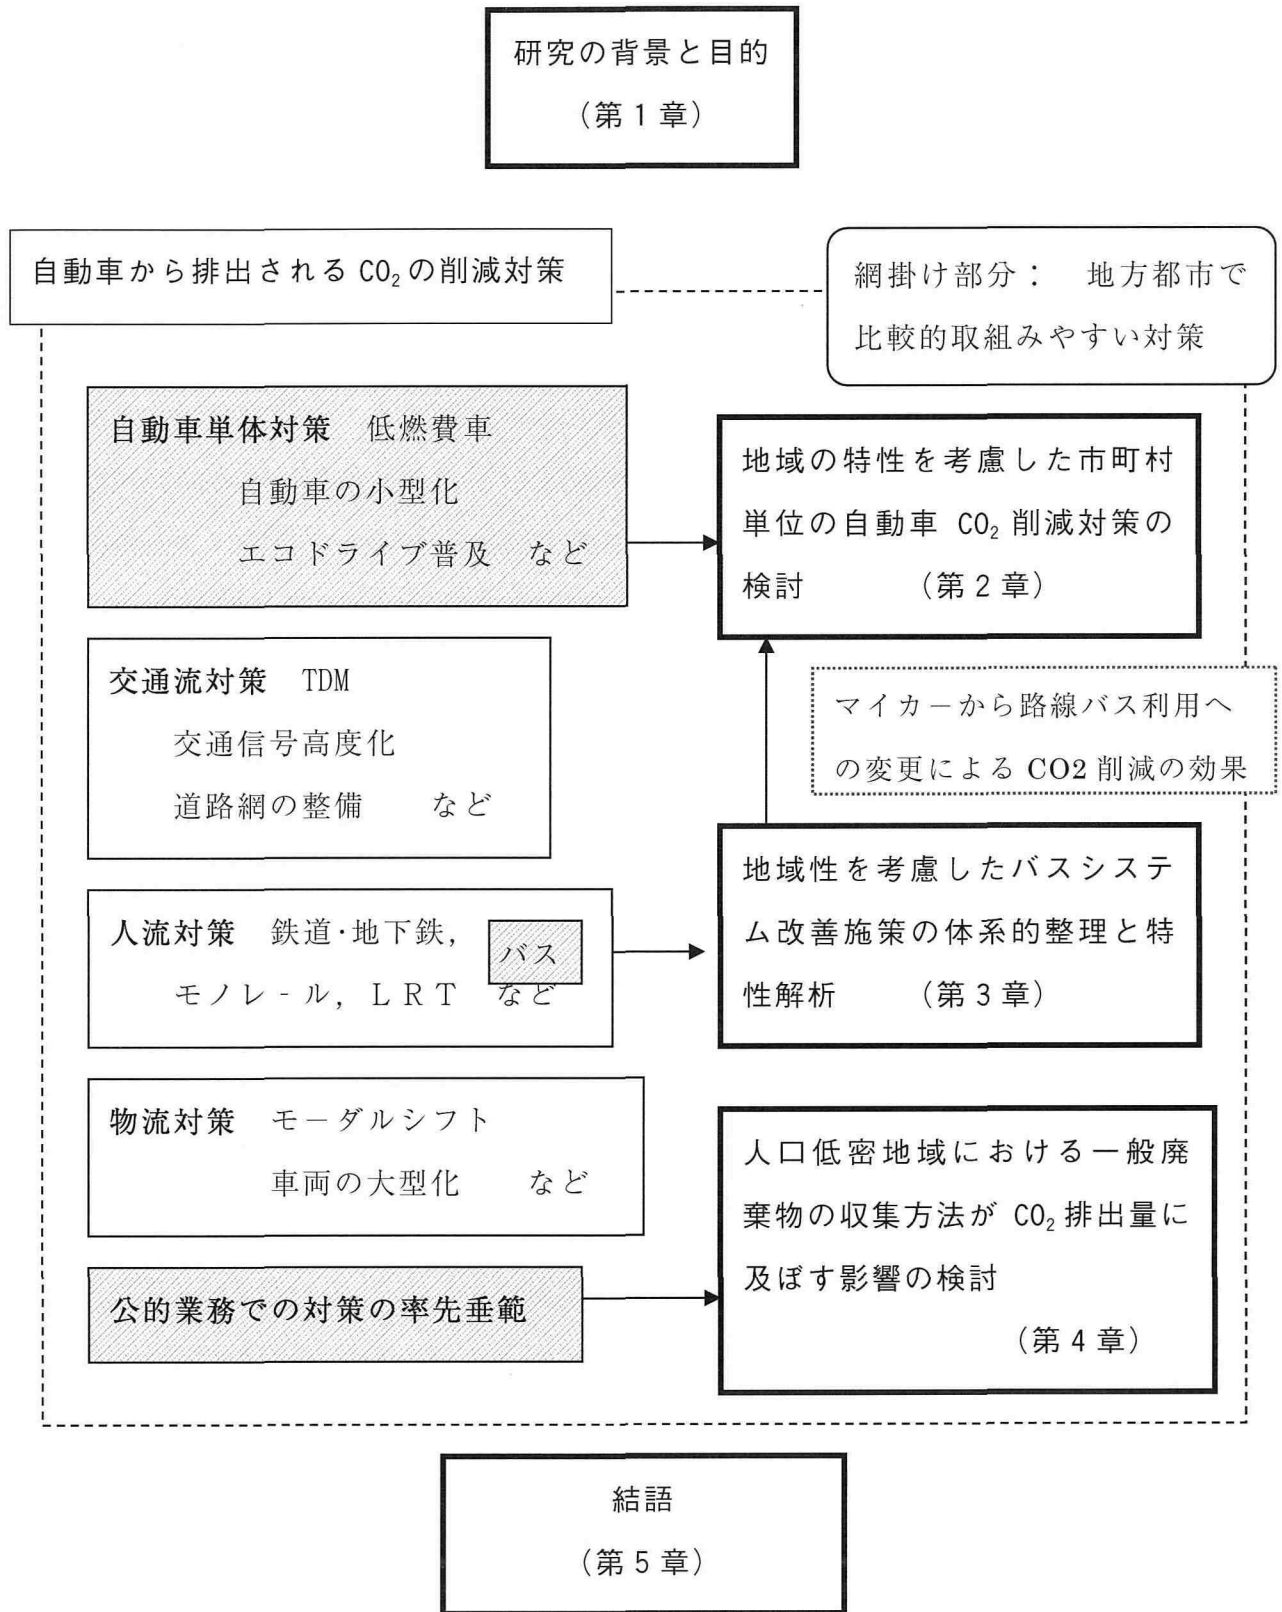 研究の背景と目的
（第１章）
自動車から排出されるCO₂の削減対策
網掛け部分：　地方都市で
比較的取組みやすい対策
自動車単体対策　低燃費車
自動車の小型化
エコドライブ普及　など
地域の特性を考慮した市町村
単位の自動車 CO₂ 削減対策の
検討　　　（第２章）
交通流対策　TDM
交通信号高度化
道路網の整備　　など
マイカーから路線バス利用へ
の変更によるCO2削減の効果
人流対策　鉄道・地下鉄，　バス
モノレ‐ル，ＬＲＴ　など
地域性を考慮したバスシステ
ム改善施策の体系的整理と特
性解析　　（第３章）
物流対策　モーダルシフト
車両の大型化　　など
公的業務での対策の率先垂範
人口低密地域における一般廃
棄物の収集方法が CO₂ 排出量に
及ぼす影響の検討
（第４章）
結語
（第５章）